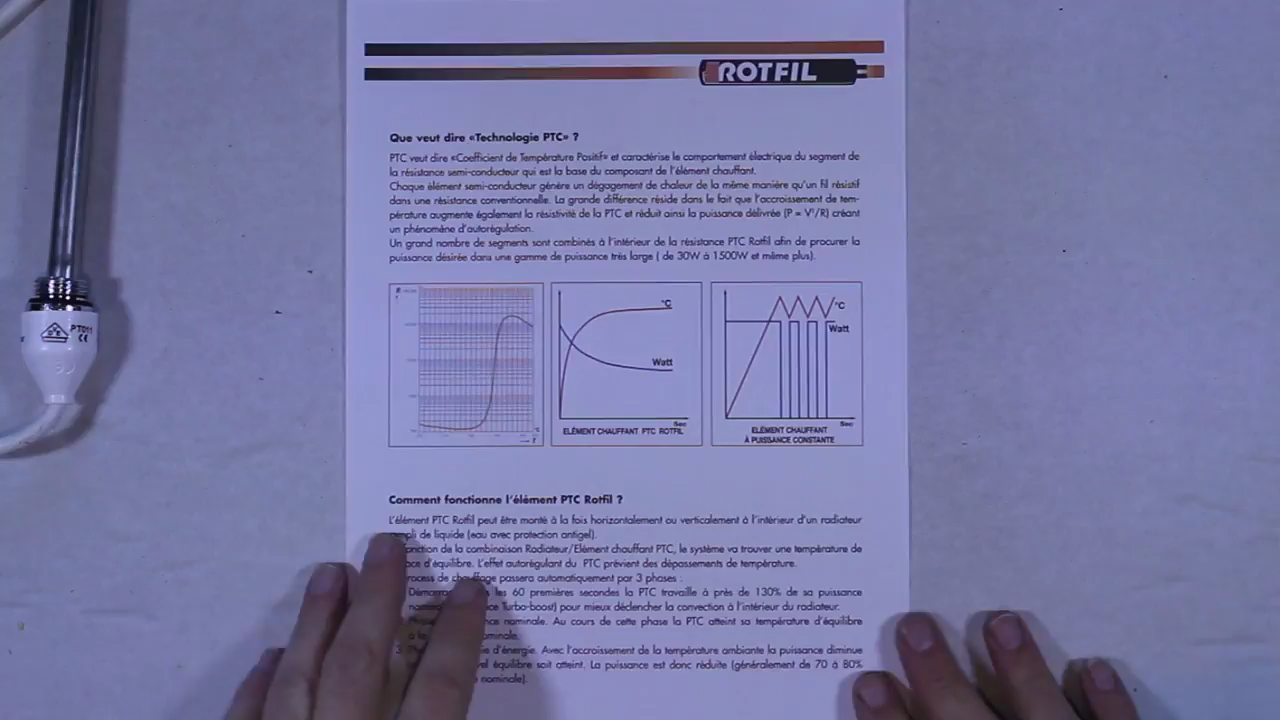 ROTFIL
Que veut dire «Technologie PTC» ?
PTC veut dire «Coefficient de Température Positif» et caractérise le comportement électrique du segment de
la résistance semi-conducteur qui est la base du composant de l'élément chauffant.
Chaque élément semi-conducteur génère un dégagement de chaleur de la même manière qu'un fil résistif
dans une résistance conventionnelle. La grande différence réside dans le fait que l'accroissement de tem-
pérature augmente également la résistivité de la PTC et réduit ainsi la puissance délivrée (P = V²/R) créant
un phénomène d'autorégulation.
Un grand nombre de segments sont combinés à l'intérieur de la résistance PTC Rotfil afin de procurer la
puissance désirée dans une gamme de puissance très large ( de 30W à 1500W et même plus).
°C
Watt
Sec
ELÉMENT CHAUFFANT PTC ROTFIL
°C
Watt
Sec
ELÉMENT CHAUFFANT
À PUISSANCE CONSTANTE
PTD11
CE
Comment fonctionne l'élément PTC Rotfil ?
L'élément PTC Rotfil peut être monté à la fois horizontalement ou verticalement à l'intérieur d'un radiateur
de liquide (eau avec protection antigel).
de la combinaison Radiateur/Elément chauffant PTC, le système va trouver une température de
d'équilibre. L'effet autorégulant du PTC prévient des dépassements de température.
de chauffage passera automatiquement par 3 phases :
les 60 premières secondes la PTC travaille à près de 130% de sa puissance
Turbo-boost) pour mieux déclencher la convection à l'intérieur du radiateur.
nominale. Au cours de cette phase la PTC atteint sa température d'équilibre
3 d'énergie. Avec l'accroissement de la température ambiante la puissance diminue
équilibre soit atteint. La puissance est donc réduite (généralement de 70 à 80%
nominale).